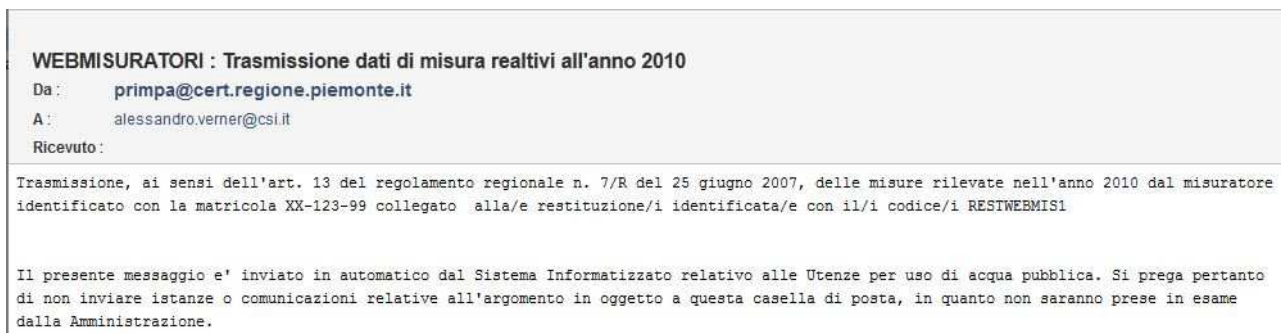 WEBMISURATORI : Trasmissione dati di misura realtivi all'anno 2010
Da : primpa@cert.regione.piemonte.it
A : alessandro.verner@csi.it
Ricevuto :
Trasmissione, ai sensi dell'art. 13 del regolamento regionale n. 7/R del 25 giugno 2007, delle misure rilevate nell'anno 2010 dal misuratore
identificato con la matricola XX-123-99 collegato alla/e restituzione/i identificata/e con il/i codice/i RESTWEBMIS1
Il presente messaggio e' inviato in automatico dal Sistema Informatizzato relativo alle Utenze per uso di acqua pubblica. Si prega pertanto
di non inviare istanze o comunicazioni relative all'argomento in oggetto a questa casella di posta, in quanto non saranno prese in esame
dalla Amministrazione.